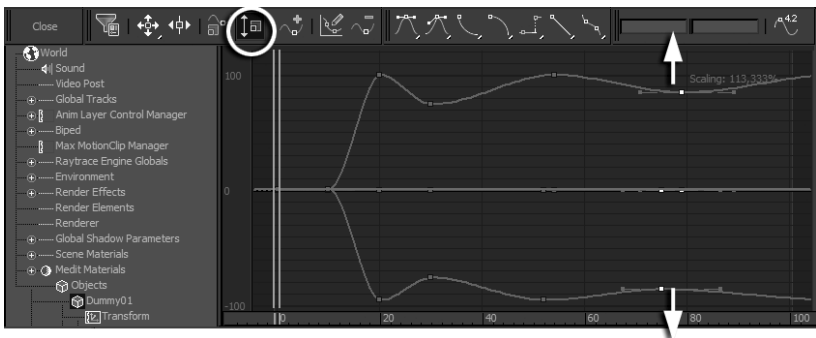 Close
4.2
World
Sound
Video Post
Global Tracks
Anim Layer Control Manager
Biped
Max MotionClip Manager
Raytrace Engine Globals
Environment
Render Effects
Render Elements
Renderer
Global Shadow Parameters
Scene Materials
Medit Materials
Objects
Dummy01
Transform
100
Scaling: 113,333%
0
-100
0 20 40 60 80 100